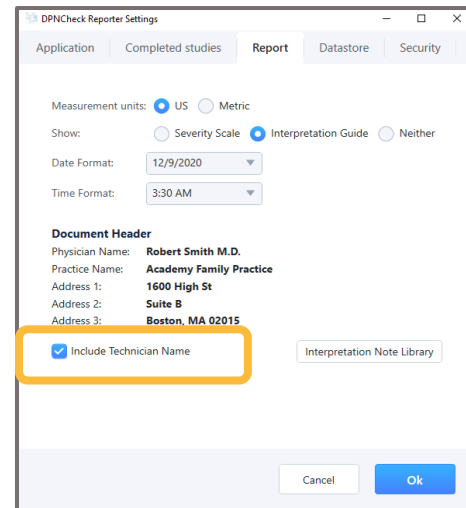 DPNCheck Reporter Settings
Application Completed studies Report Datastore Security
Measurement units: US Metric
Show: Severity Scale Interpretation Guide Neither
Date Format: 12/9/2020
Time Format: 3:30 AM
Document Header
Physician Name: Robert Smith M.D.
Practice Name: Academy Family Practice
Address 1: 1600 High St
Address 2: Suite B
Address 3: Boston, MA 02015
Include Technician Name Interpretation Note Library
Cancel Ok